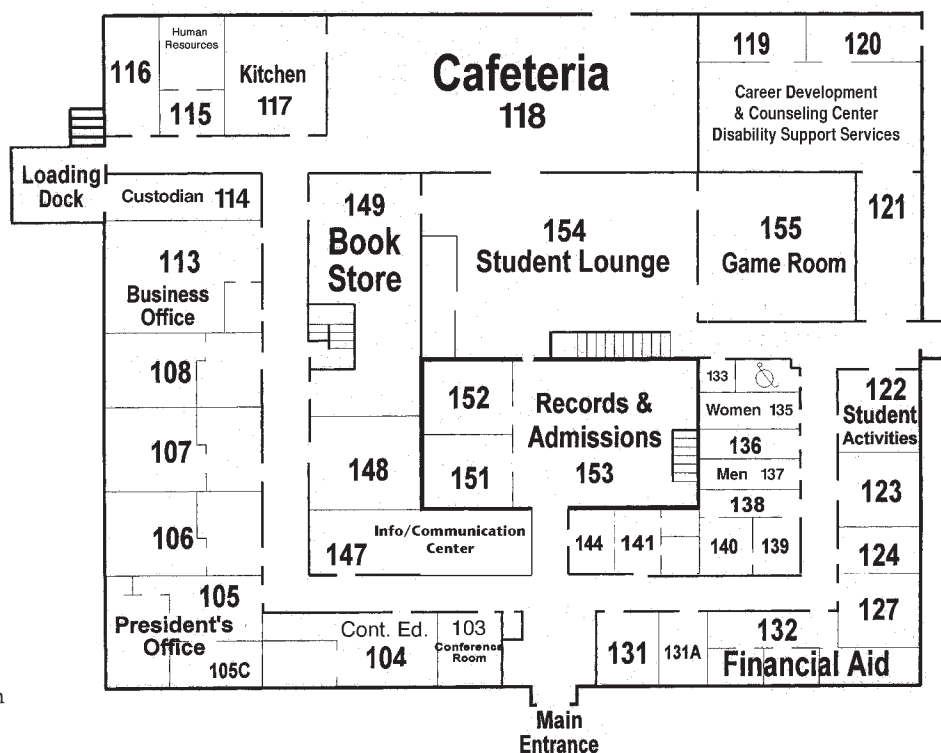 Human
Resources
116
115
Kitchen
117
Cafeteria
118
119
120
Career Development
& Counseling Center
Disability Support Services
Loading
Dock
Custodian 114
149
Book
Store
154
Student Lounge
155
Game Room
121
113
Business
Office
108
107
106
105
President's
Office
105C
152
151
Records &
Admissions
153
133
Women 135
136
Men 137
138
140
139
144
141
122
Student
Activities
123
124
127
148
Info/Communication
Center
147
Cont. Ed.
104
103
Conference
Room
131
131A
132
Financial Aid
Main
Entrance